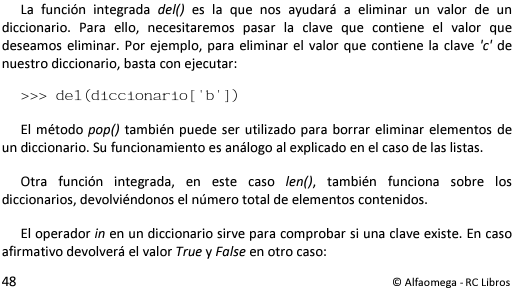 La función integrada del() es la que nos ayudará a eliminar un valor de un
diccionario. Para ello, necesitaremos pasar la clave que contiene el valor que
deseamos eliminar. Por ejemplo, para eliminar el valor que contiene la clave 'c' de
nuestro diccionario, basta con ejecutar:
>>> del(diccionario['b'])
El método pop() también puede ser utilizado para borrar eliminar elementos de
un diccionario. Su funcionamiento es análogo al explicado en el caso de las listas.
Otra función integrada, en este caso len(), también funciona sobre los
diccionarios, devolviéndonos el número total de elementos contenidos.
El operador in en un diccionario sirve para comprobar si una clave existe. En caso
afirmativo devolverá el valor True y False en otro caso:
48 © Alfaomega - RC Libros